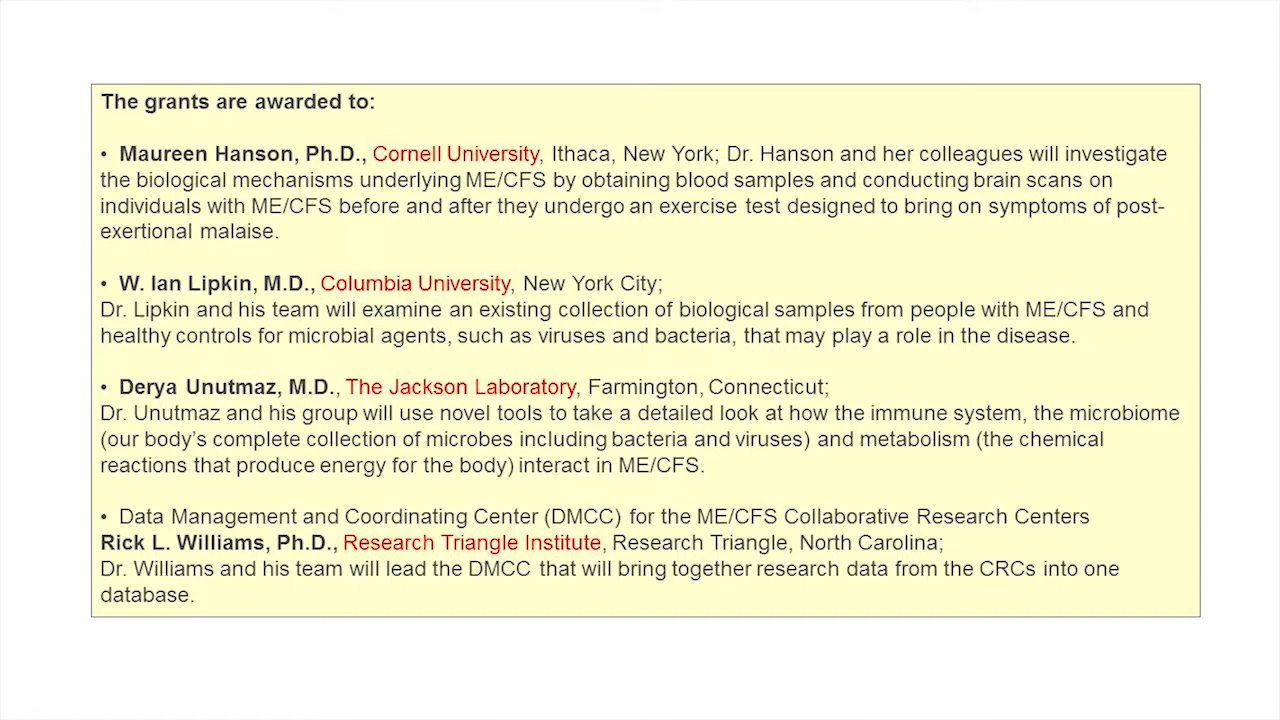 The grants are awarded to:
• Maureen Hanson, Ph.D., Cornell University, Ithaca, New York; Dr. Hanson and her colleagues will investigate
the biological mechanisms underlying ME/CFS by obtaining blood samples and conducting brain scans on
individuals with ME/CFS before and after they undergo an exercise test designed to bring on symptoms of post-
exertional malaise.
• W. Ian Lipkin, M.D., Columbia University, New York City;
Dr. Lipkin and his team will examine an existing collection of biological samples from people with ME/CFS and
healthy controls for microbial agents, such as viruses and bacteria, that may play a role in the disease.
• Derya Unutmaz, M.D., The Jackson Laboratory, Farmington, Connecticut;
Dr. Unutmaz and his group will use novel tools to take a detailed look at how the immune system, the microbiome
(our body's complete collection of microbes including bacteria and viruses) and metabolism (the chemical
reactions that produce energy for the body) interact in ME/CFS.
• Data Management and Coordinating Center (DMCC) for the ME/CFS Collaborative Research Centers
Rick L. Williams, Ph.D., Research Triangle Institute, Research Triangle, North Carolina;
Dr. Williams and his team will lead the DMCC that will bring together research data from the CRCs into one
database.